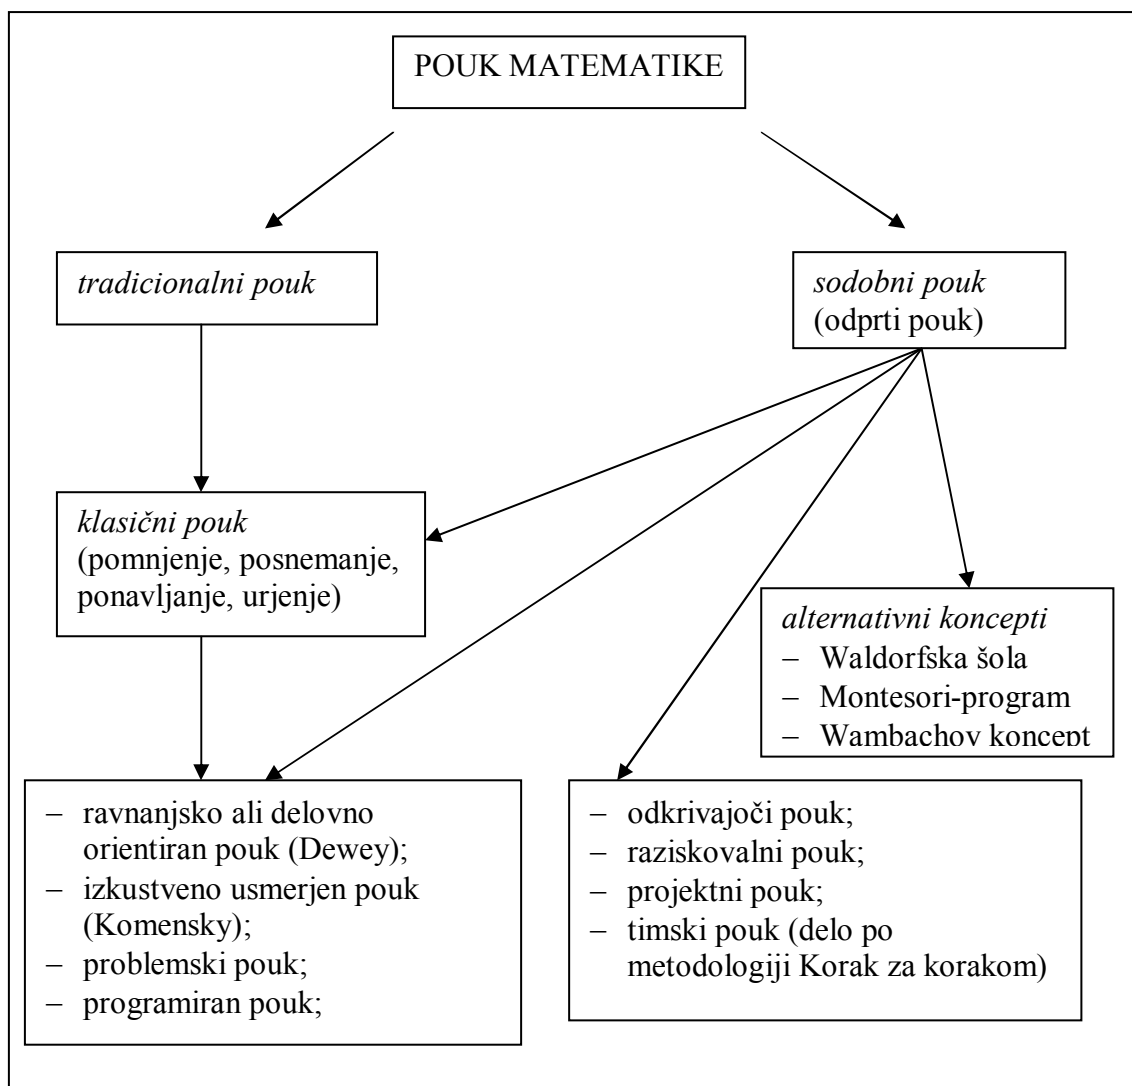 POUK MATEMATIKE
tradicionalni pouk
sodobni pouk
(odprti pouk)
klasični pouk
(pomnjenje, posnemanje,
ponavljanje, urjenje)
alternativni koncepti
– Waldorfska šola
– Montesori-program
– Wambachov koncept
– ravnanjsko ali delovno
orientiran pouk (Dewey);
– izkustveno usmerjen pouk
(Komensky);
– problemski pouk;
– programiran pouk;
– odkrivajoči pouk;
– raziskovalni pouk;
– projektni pouk;
– timski pouk (delo po
metodologiji Korak za korakom)